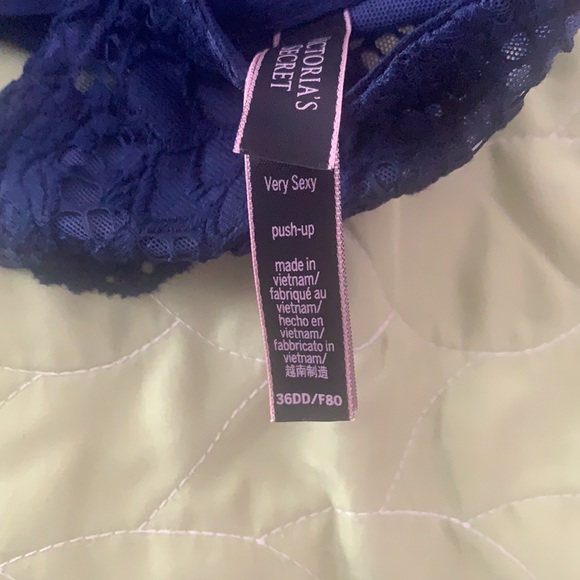 VICTORIA'S
SECRET
Very Sexy
push-up
made in
vietnam/
fabriqué au
vietnam/
hecho en
vietnam/
fabbricato in
vietnam/
越南制造
36DD/F80